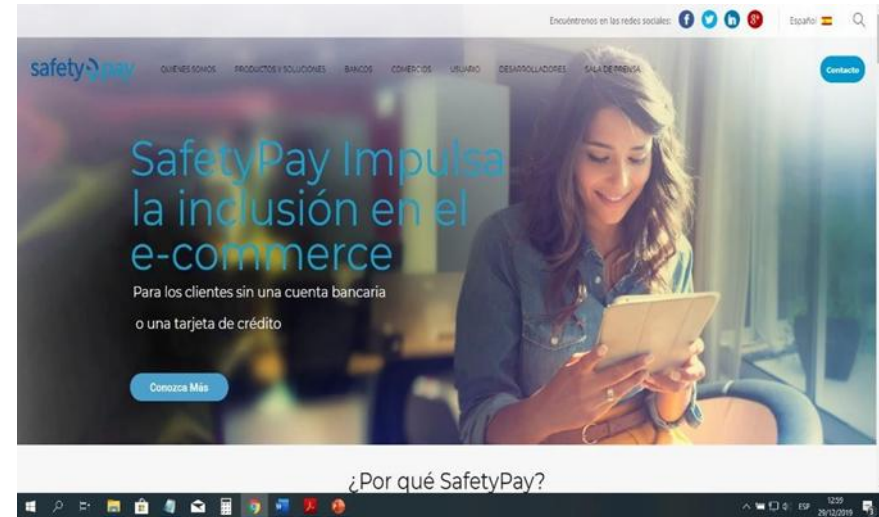 Encuéntrenos en las redes sociales:
Español
safetypay
QUIÉNES SOMOS PRODUCTOS Y SOLUCIONES BANCOS COMERCIOS USUARIO DESARROLLADORES SALA DE PRENSA
Contacto
SafetyPay Impulsa
la inclusión en el
e-commerce
Para los clientes sin una cuenta bancaria
o una tarjeta de crédito
Conozca Más
¿Por qué SafetyPay?
ESP
12:59
29/12/2019